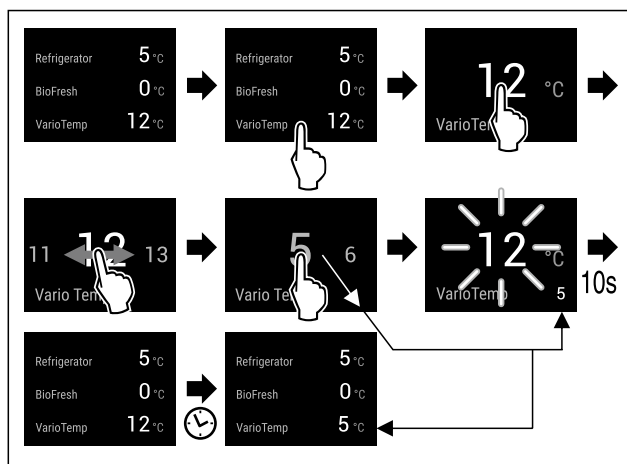 Refrigerator 5 °C
BioFresh 0 °C
VarioTemp 12 °C
Refrigerator 5 °C
BioFresh 0 °C
VarioTemp 12 °C
12 °C
VarioTemp
11 12 13
Vario Tem
5 6
Vario Te
12 °C
VarioTemp 5
10s
Refrigerator 5 °C
BioFresh 0 °C
VarioTemp 12 °C
Refrigerator 5 °C
BioFresh 0 °C
VarioTemp 5 °C